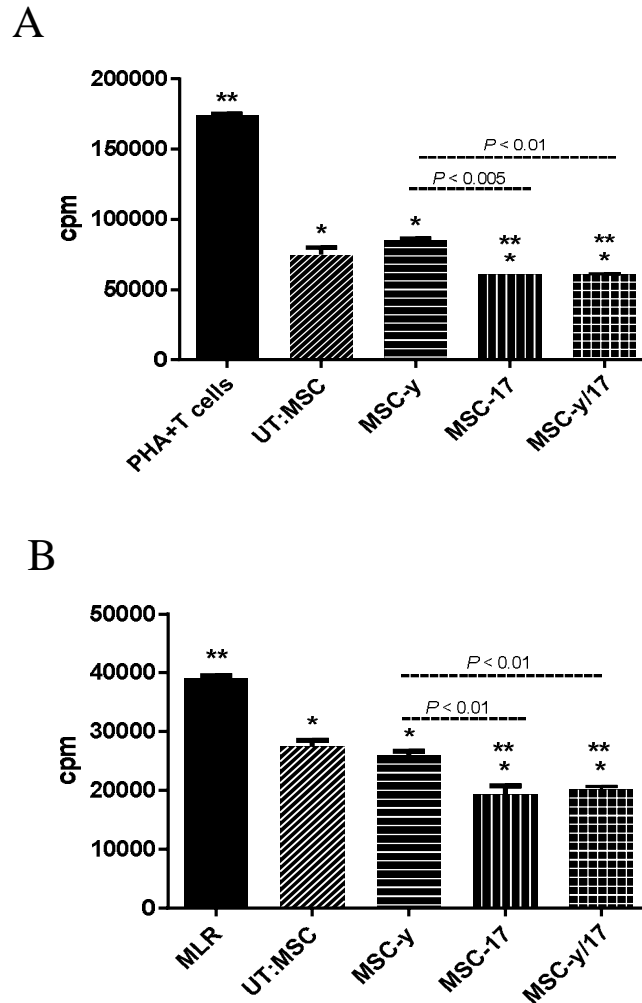 A
200000
**
150000
P < 0.01
P < 0.005
cpm
100000
*
*
**
*
**
*
50000
0
PHA+T cells
UT:MSC
MSC-y
MSC-17
MSC-y/17
B
50000
**
40000
P < 0.01
P < 0.01
*
*
**
*
**
*
cpm
30000
20000
10000
0
MLR
UT:MSC
MSC-y
MSC-17
MSC-y/17